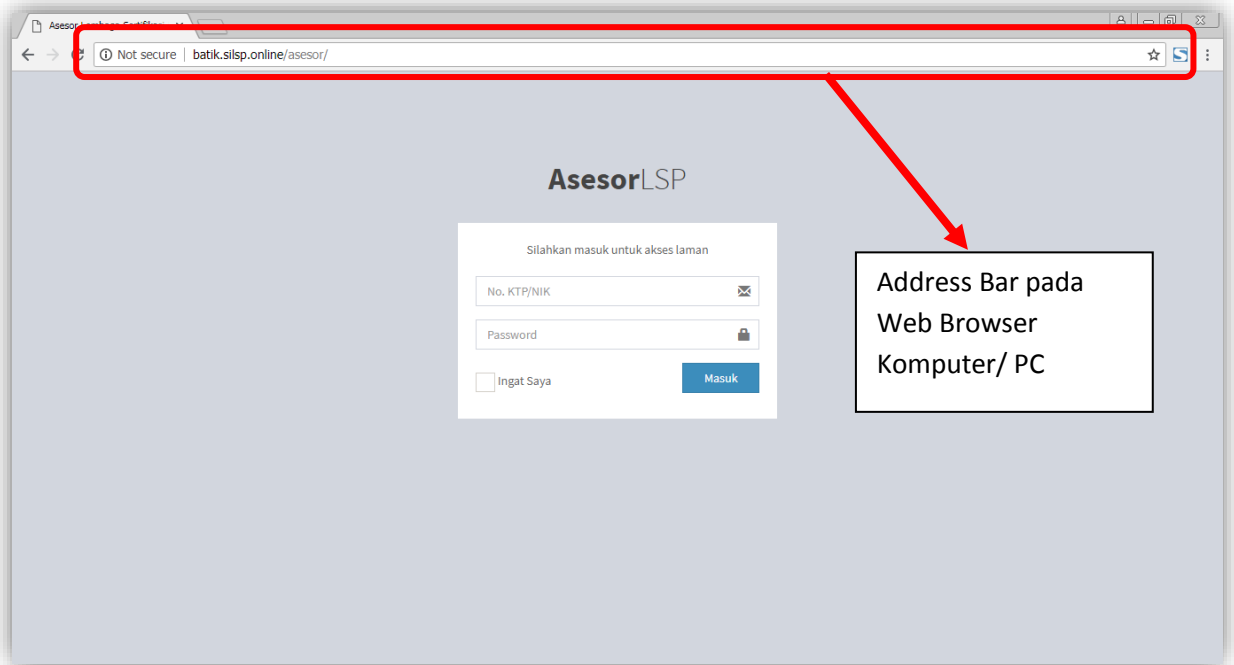 Asesor
Not secure | batik.silsp.online/asesor/
AsesorLSP
Silahkan masuk untuk akses laman
No. KTP/NIK
Password
Ingat Saya
Masuk
Address Bar pada
Web Browser
Komputer/ PC